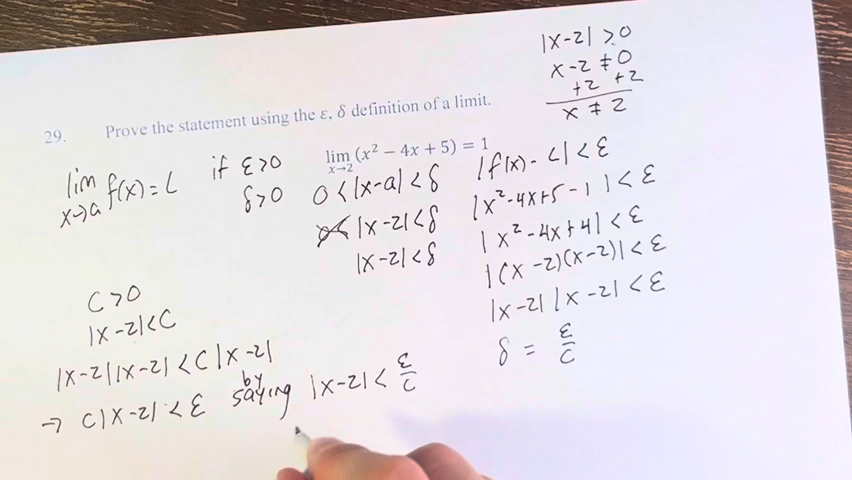 29. Prove the statement using the ε, δ definition of a limit.
lim x→2 (x² − 4x + 5) = 1
lim x→a f(x) = L if ε>0
δ>0
0<|x-a|<δ
0<|x-2|<δ
|x-2|<δ
|f(x) - L|<ε
|x²-4x+5-1|<ε
|x²-4x+4|<ε
|(x-2)(x-2)|<ε
|x-2||x-2|<ε
δ = ε/C
|x-2|>0
x-2≠0
+2 +2
x≠2
C>0
|x-2|<C
|x-2||x-2|<C|x-2|
→ C|x-2|<ε by saying |x-2|<ε/C